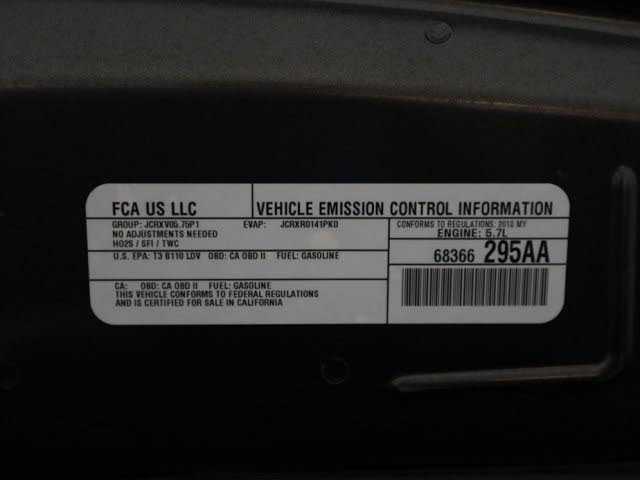 FCA US LLC
VEHICLE EMISSION CONTROL INFORMATION
GROUP: JCRXV05.75P1 EVAP: JCRXR0141PK0
NO ADJUSTMENTS NEEDED
HO2S / SFI / TWC
CONFORMS TO REGULATIONS: 2018 MY
ENGINE: 5.7L
U.S. EPA: T3 B110 LDV OBD: CA OBD II FUEL: GASOLINE
68366 295AA
CA: OBD: CA OBD II FUEL: GASOLINE
THIS VEHICLE CONFORMS TO FEDERAL REGULATIONS
AND IS CERTIFIED FOR SALE IN CALIFORNIA